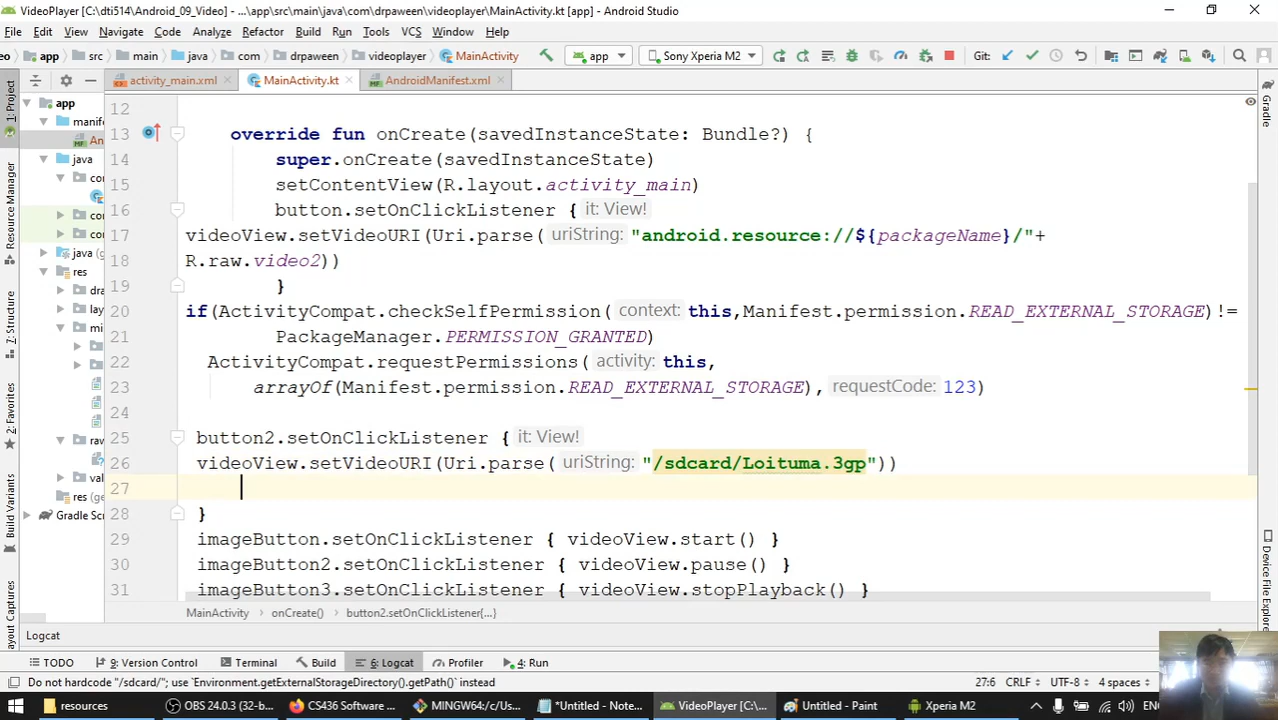 VideoPlayer [C:\dti514\Android_09_Video] - ...\app\src\main\java\com\drpaween\videoplayer\MainActivity.kt [app] - Android Studio
File Edit View Navigate Code Analyze Refactor Build Run Tools VCS Window Help
eo app src main java com drpaween videoplayer MainActivity app Sony Xperia M2 Git:
activity_main.xml MainActivity.kt AndroidManifest.xml
1: Project
Resource Manager
7: Structure
2: Favorites
Build Variants
ayout Captures
app
manife
An
java
con
con
java (g
res
dra
lay
mi
rav
val
res (ge
Gradle Scr
12
13 override fun onCreate(savedInstanceState: Bundle?) {
14 super.onCreate(savedInstanceState)
15 setContentView(R.layout.activity_main)
16 button.setOnClickListener { it: View!
17 videoView.setVideoURI(Uri.parse( uriString: "android.resource://${packageName}/"+
18 R.raw.video2))
19 }
20 if(ActivityCompat.checkSelfPermission( context: this,Manifest.permission.READ_EXTERNAL_STORAGE)!=
21 PackageManager.PERMISSION_GRANTED)
22 ActivityCompat.requestPermissions( activity: this,
23 arrayOf(Manifest.permission.READ_EXTERNAL_STORAGE), requestCode: 123)
24
25 button2.setOnClickListener { it: View!
26 videoView.setVideoURI(Uri.parse( uriString: "/sdcard/Loituma.3gp"))
27
28 }
29 imageButton.setOnClickListener { videoView.start() }
30 imageButton2.setOnClickListener { videoView.pause() }
31 imageButton3.setOnClickListener { videoView.stopPlayback() }
MainActivity onCreate() button2.setOnClickListener{...}
Gradle
Device File Explorer
Logcat
TODO 9: Version Control Terminal Build 6: Logcat Profiler 4: Run
Do not hardcode "/sdcard/"; use `Environment.getExternalStorageDirectory().getPath()` instead
27:6 CRLF UTF-8 4 spaces
resources OBS 24.0.3 (32-b... CS436 Software ... MINGW64:/c/Us... *Untitled - Note... VideoPlayer [C:\... Untitled - Paint Xperia M2 ENG